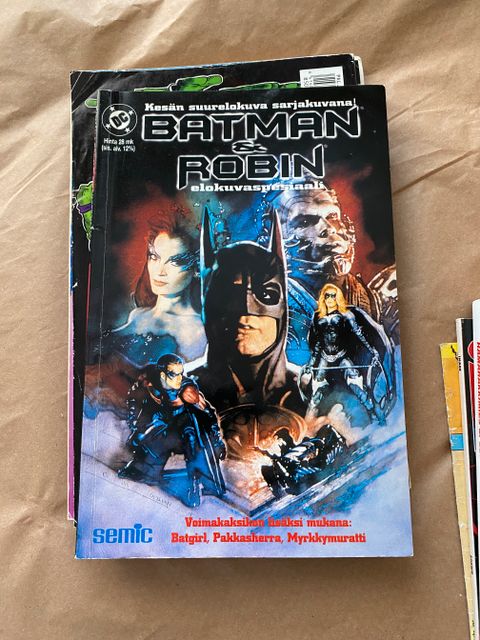 DC
Kesän suurelokuva sarjakuvana!
Hinta 28 mk
(sis. alv. 12%)
BATMAN
&
ROBIN
elokuvaspesiaali
semic
Voimakaksikon lisäksi mukana:
Batgirl, Pakkasherra, Myrkkymuratti